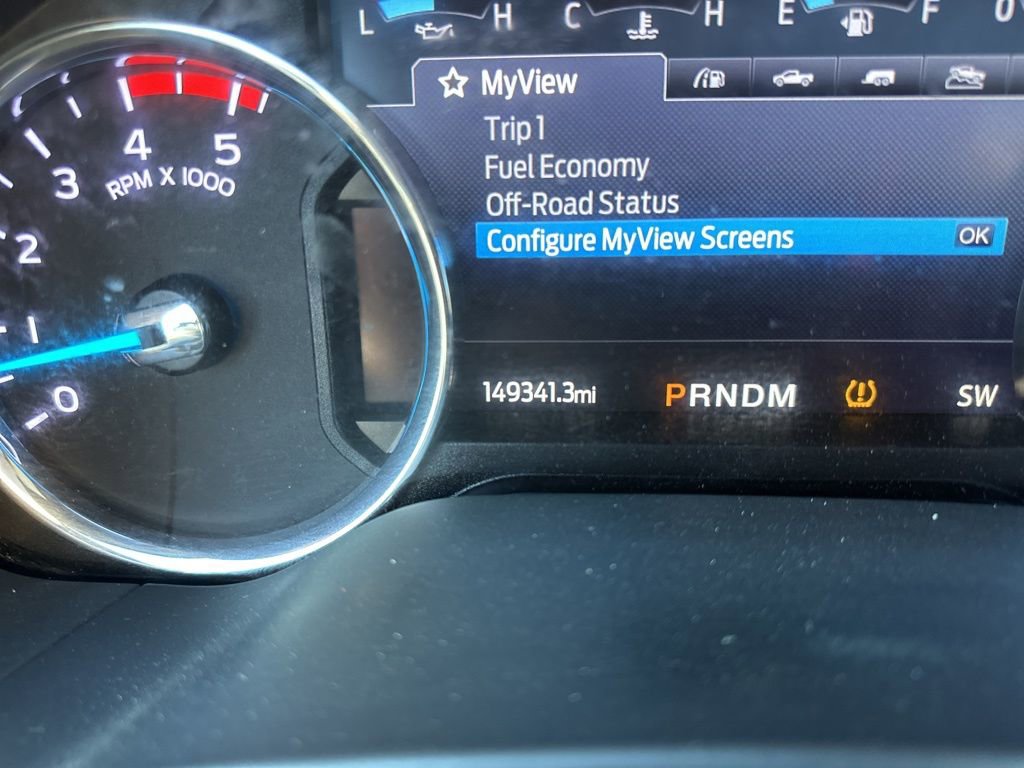 L H C H E F 0
MyView
Trip 1
Fuel Economy
Off-Road Status
Configure MyView Screens OK
4 5
3
RPM X 1000
2
1
0
149341.3mi PRNDM SW